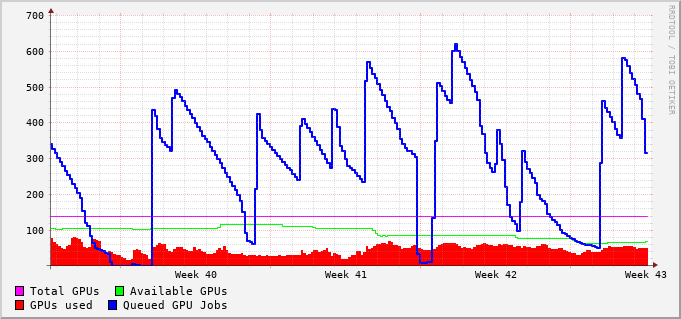 700
600
500
400
300
200
100
Week 40 Week 41 Week 42 Week 43
Total GPUs Available GPUs
GPUs used Queued GPU Jobs
RRDTOOL / TOBI OETIKER